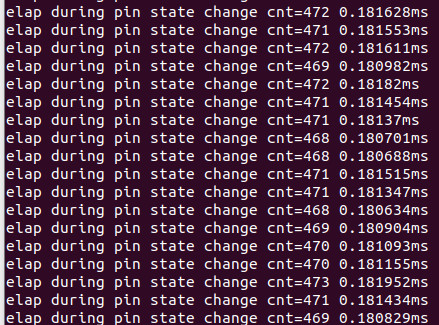 elap during pin state change cnt=472 0.181628ms
elap during pin state change cnt=471 0.181553ms
elap during pin state change cnt=472 0.181611ms
elap during pin state change cnt=469 0.180982ms
elap during pin state change cnt=472 0.18182ms
elap during pin state change cnt=471 0.181454ms
elap during pin state change cnt=471 0.18137ms
elap during pin state change cnt=468 0.180701ms
elap during pin state change cnt=468 0.180688ms
elap during pin state change cnt=471 0.181515ms
elap during pin state change cnt=471 0.181347ms
elap during pin state change cnt=468 0.180634ms
elap during pin state change cnt=469 0.180904ms
elap during pin state change cnt=470 0.181093ms
elap during pin state change cnt=470 0.181155ms
elap during pin state change cnt=473 0.181952ms
elap during pin state change cnt=471 0.181434ms
elap during pin state change cnt=469 0.180829ms